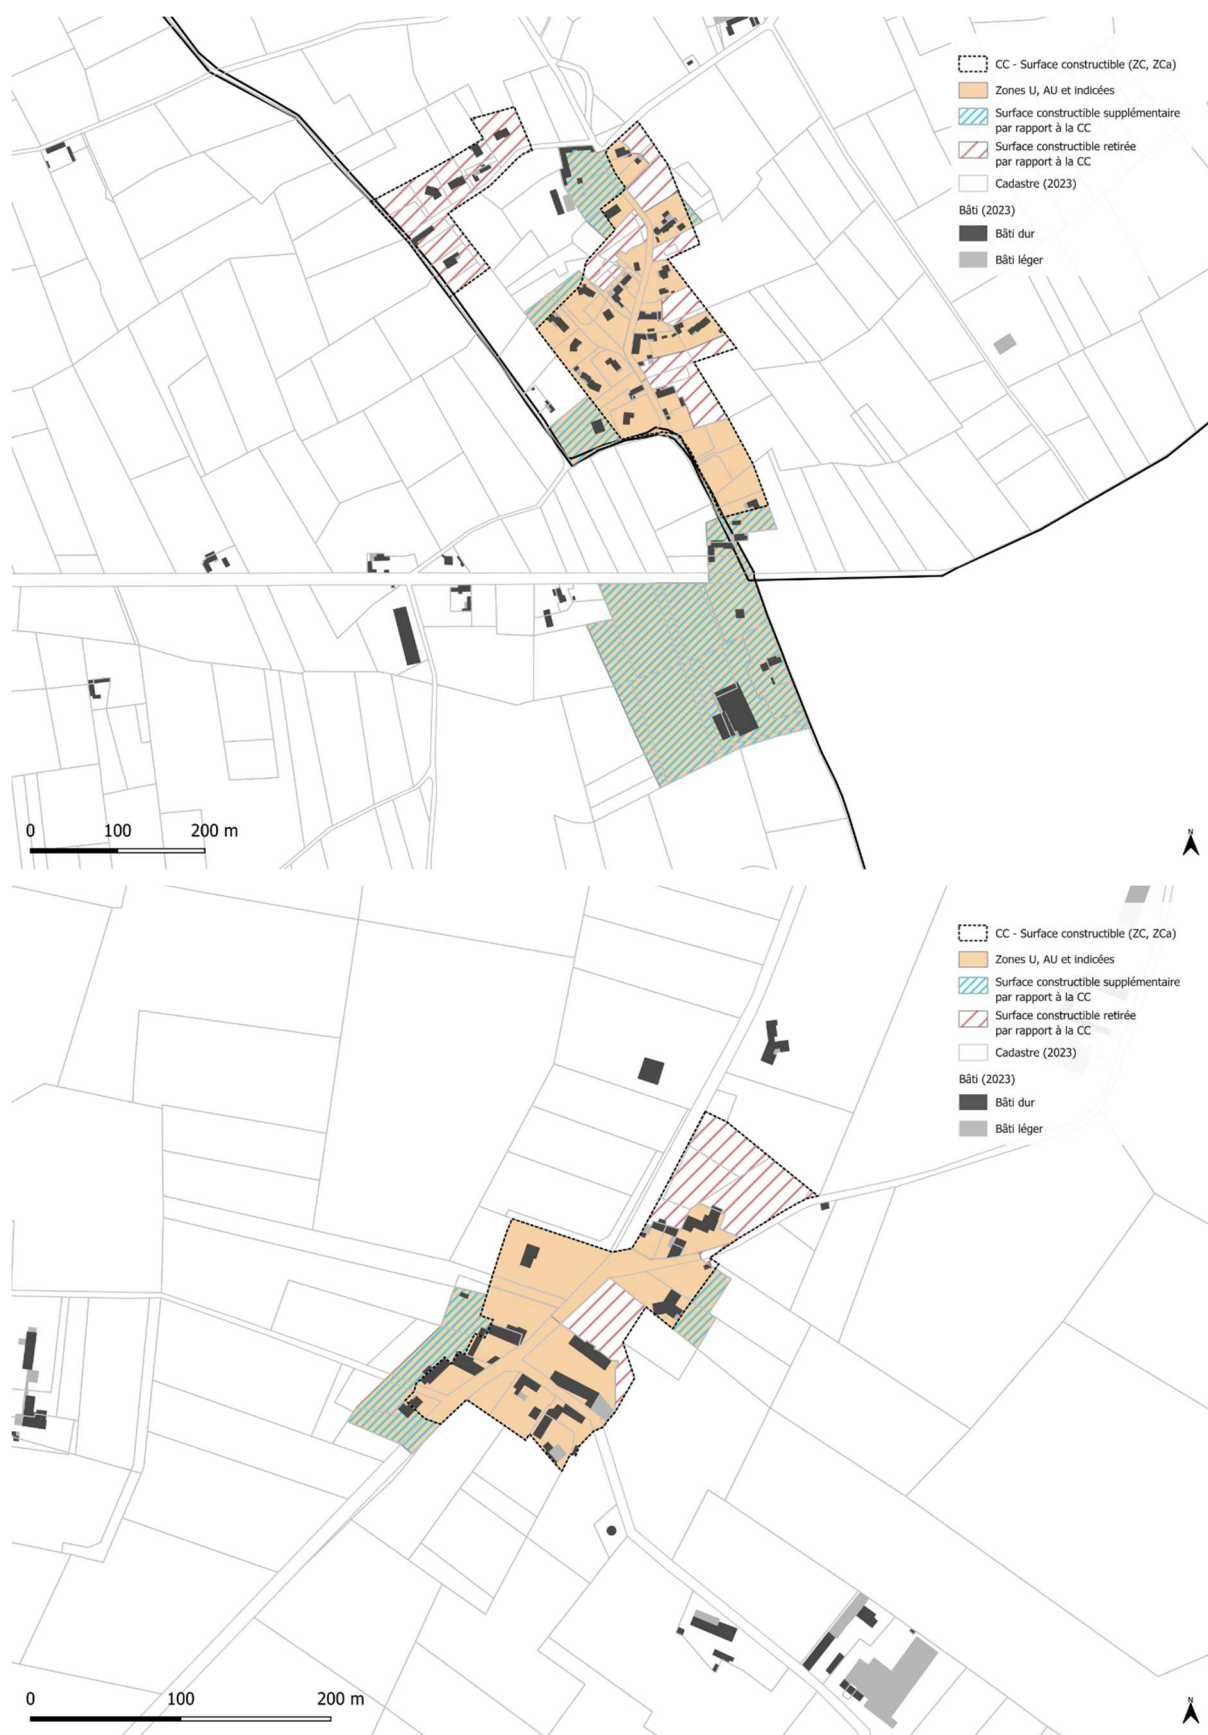 CC - Surface constructible (ZC, ZCa)
Zones U, AU et indicées
Surface constructible supplémentaire
par rapport à la CC
Surface constructible retirée
par rapport à la CC
Cadastre (2023)
Bâti (2023)
Bâti dur
Bâti léger
0 100 200 m
N
CC - Surface constructible (ZC, ZCa)
Zones U, AU et indicées
Surface constructible supplémentaire
par rapport à la CC
Surface constructible retirée
par rapport à la CC
Cadastre (2023)
Bâti (2023)
Bâti dur
Bâti léger
0 100 200 m
N